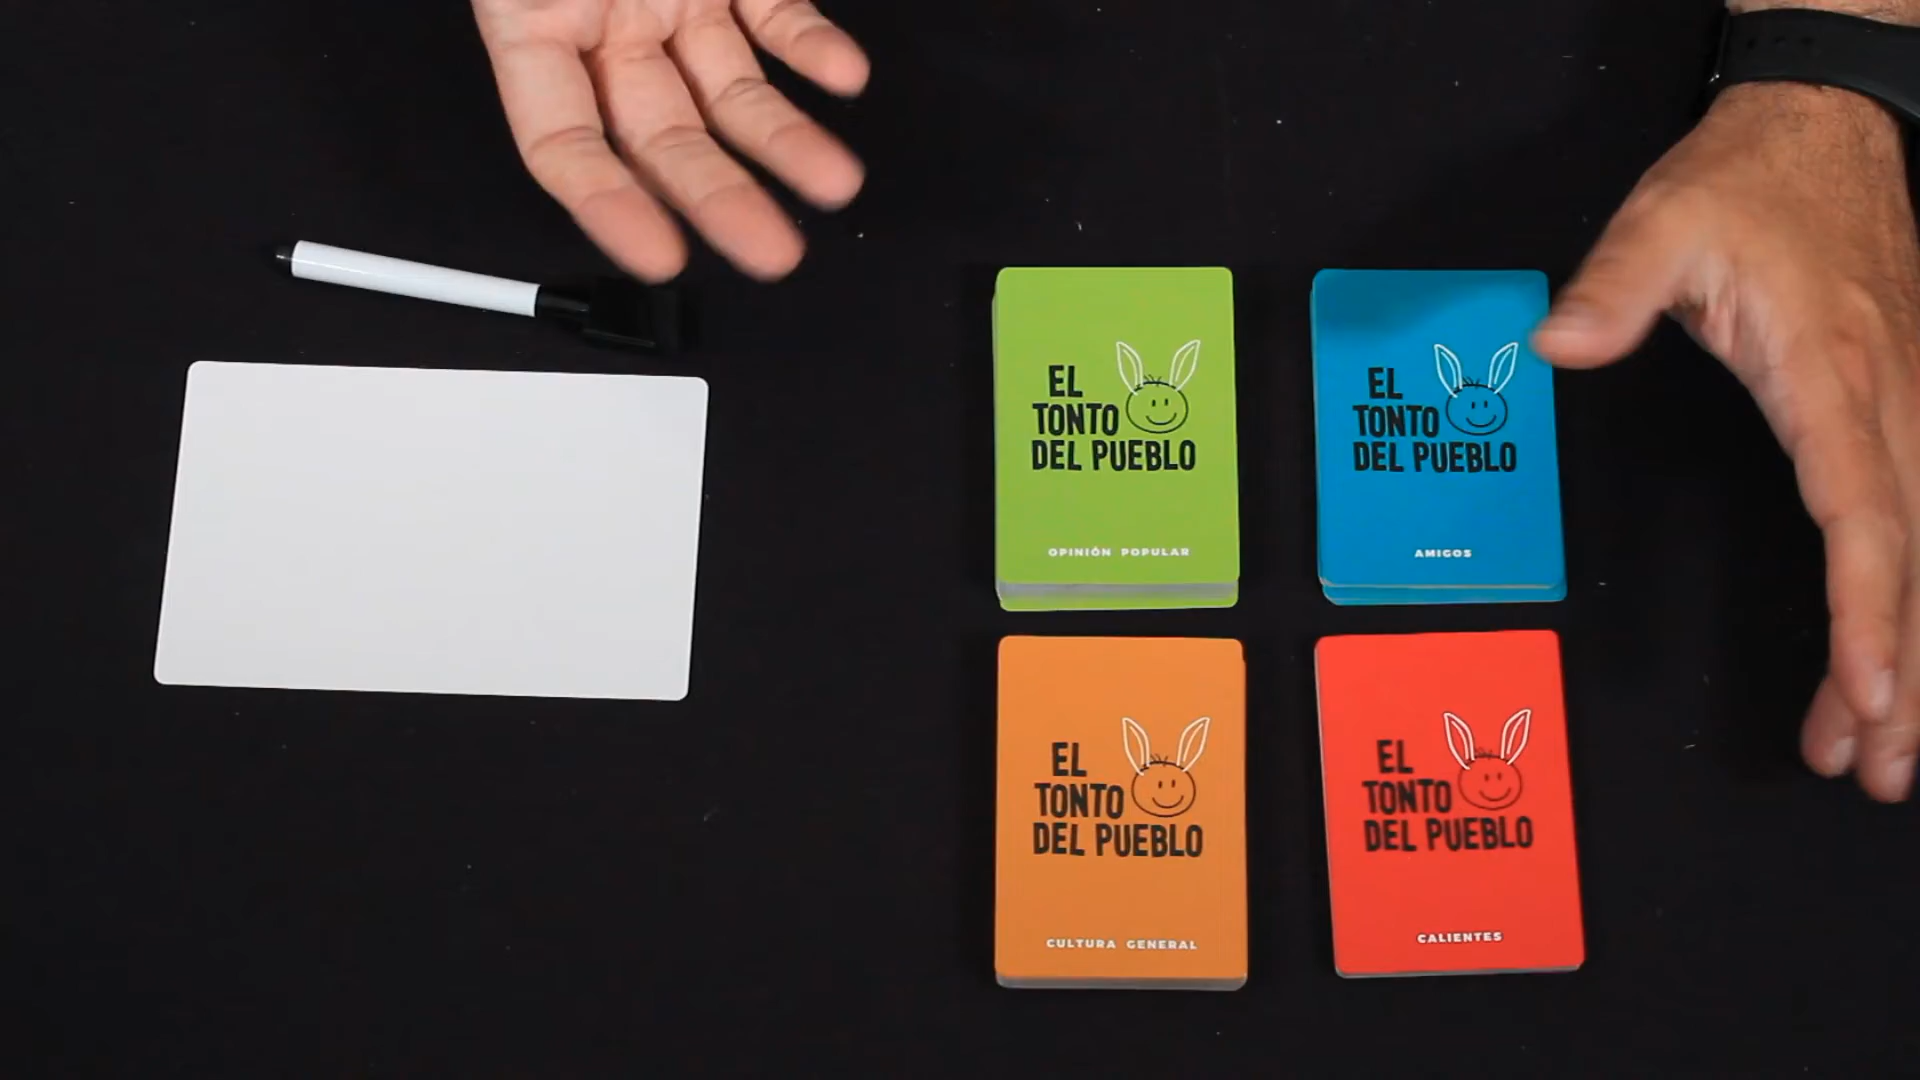 EL
TONTO
DEL PUEBLO
OPINIÓN POPULAR
EL
TONTO
DEL PUEBLO
AMIGOS
EL
TONTO
DEL PUEBLO
CULTURA GENERAL
EL
TONTO
DEL PUEBLO
CALIENTES